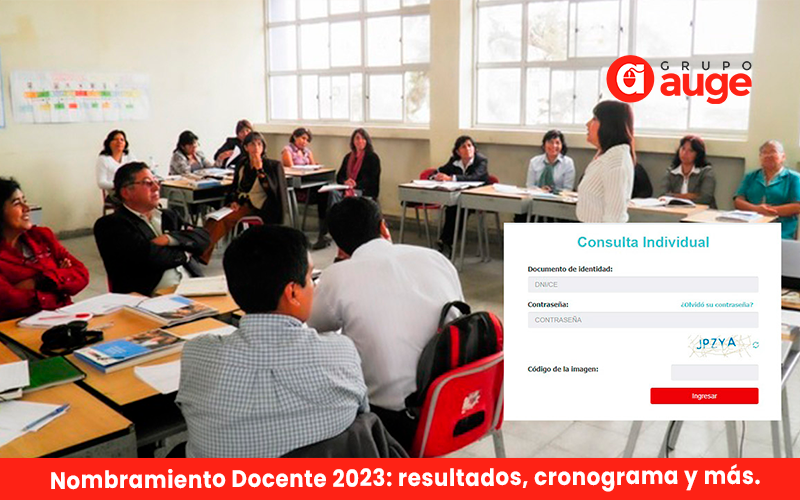 GRUPO
auge
Consulta Individual
Documento de identidad:
DNI/CE
Contraseña:
¿Olvidó su contraseña?
CONTRASEÑA
JPZYA
Código de la imagen:
Ingresar
Nombramiento Docente 2023: resultados, cronograma y más.